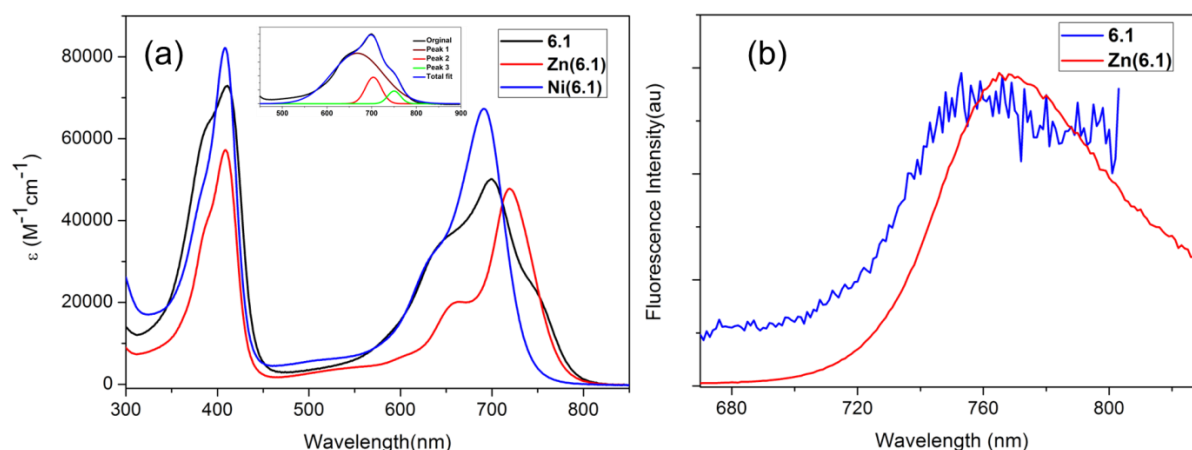 (a)
6.1
Zn(6.1)
Ni(6.1)
Orginal
Peak 1
Peak 2
Peak 3
Total fit
500 600 700 800 900
ε (M⁻¹cm⁻¹)
80000
60000
40000
20000
0
300 400 500 600 700 800
Wavelength(nm)
(b)
6.1
Zn(6.1)
Fluorescence Intensity(au)
680 720 760 800
Wavelength (nm)